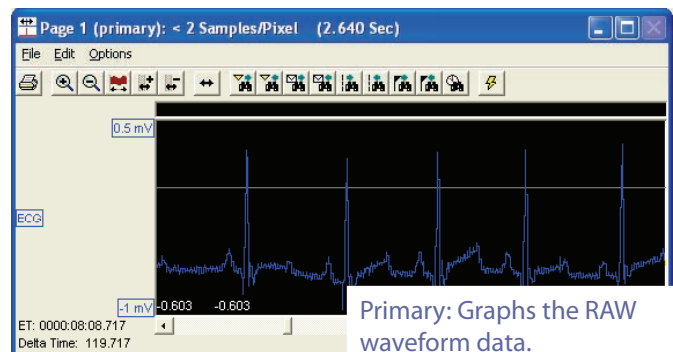 Page 1 (primary): < 2 Samples/Pixel (2.640 Sec)
File Edit Options
0.5 mV
ECG
-1 mV
-0.603 -0.603
ET: 0000:08:08.717
Delta Time: 119.717
Primary: Graphs the RAW
waveform data.